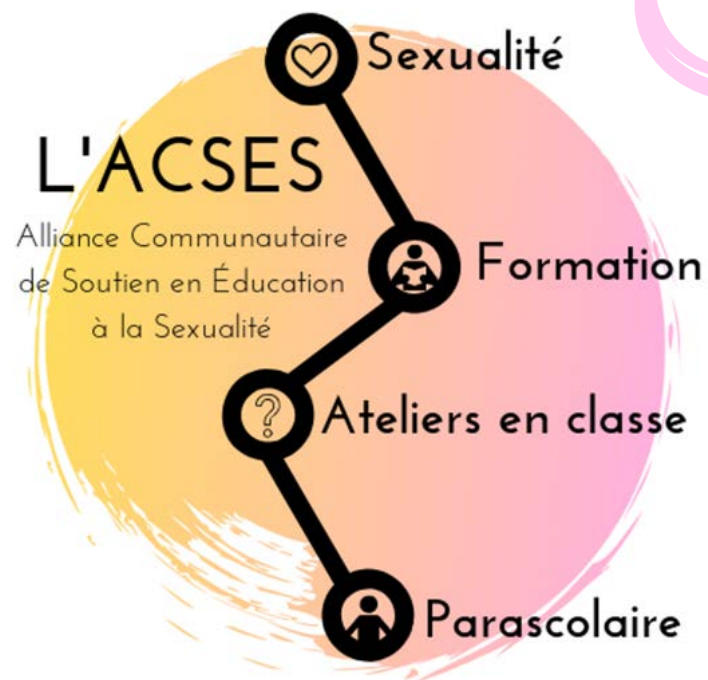 Sexualité
L'ACSES
Alliance Communautaire
de Soutien en Éducation
à la Sexualité
Formation
?
Ateliers en classe
Parascolaire